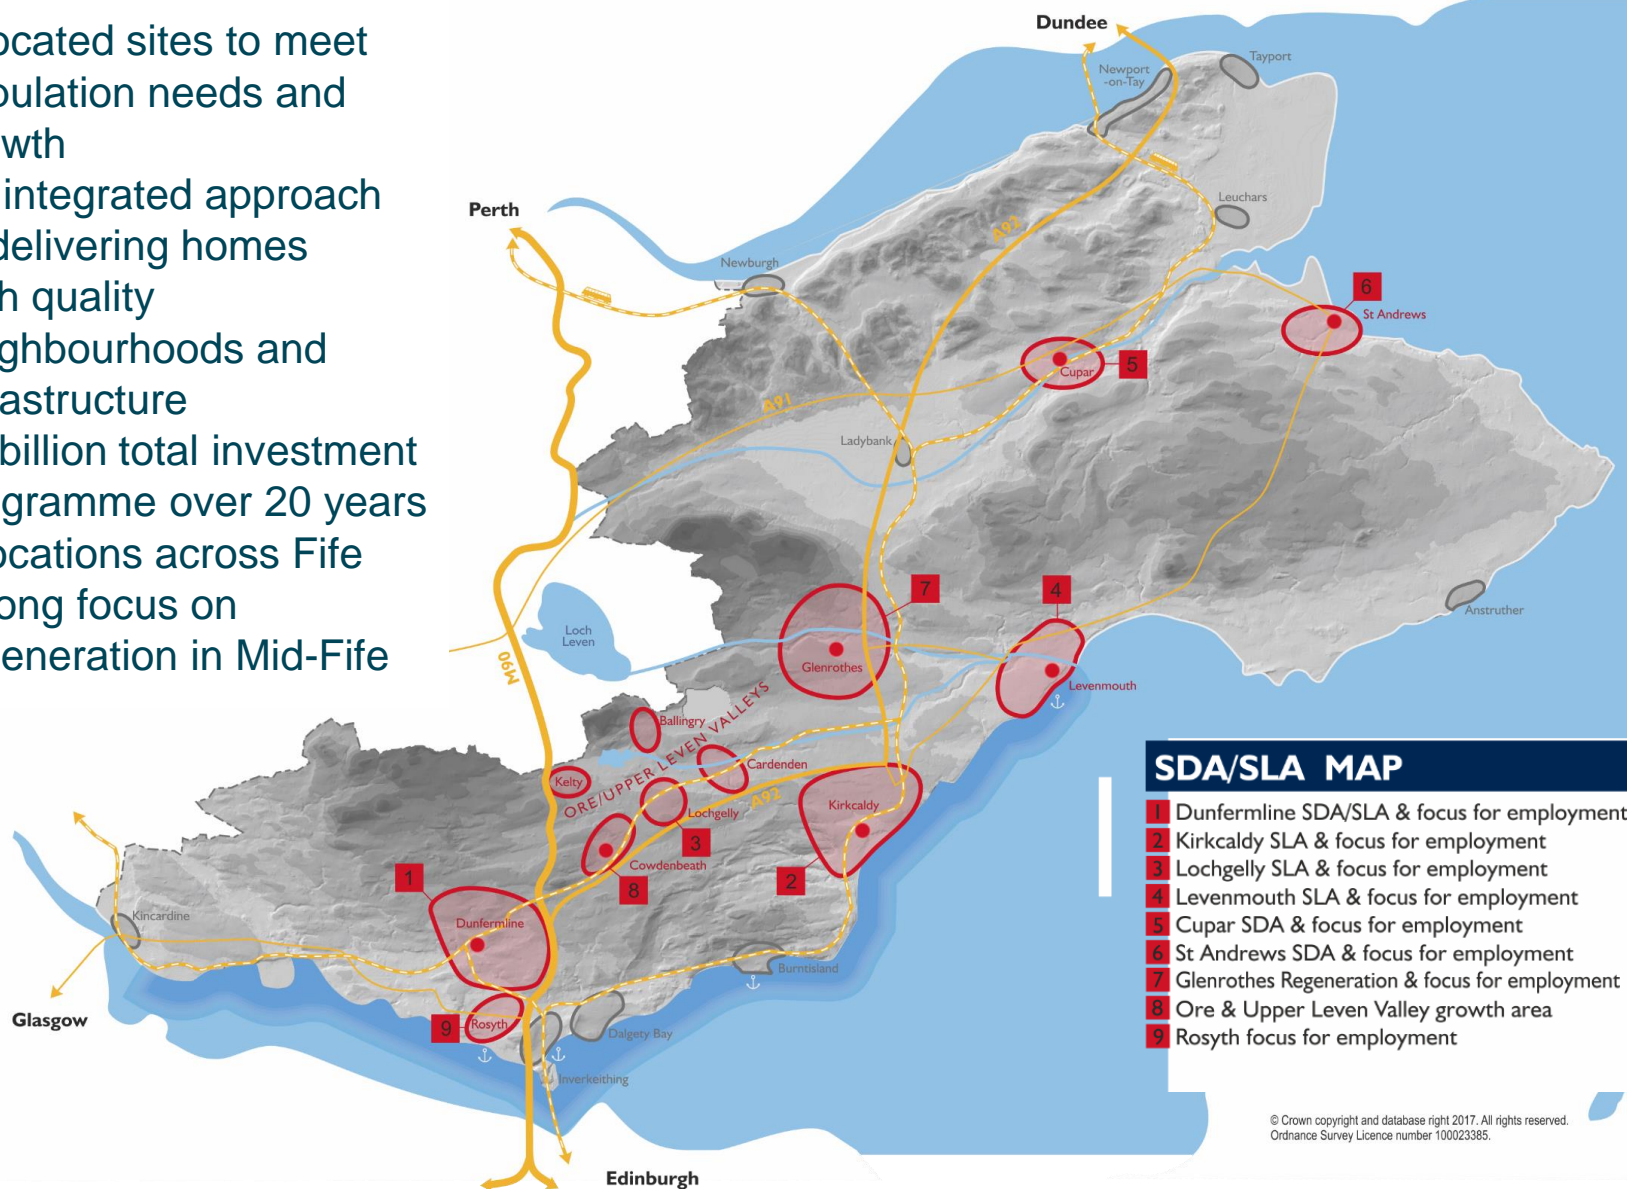 ocated sites to meet
oulation needs and
wth
integrated approach
delivering homes
h quality
ghbourhoods and
astructure
billion total investment
gramme over 20 years
ocations across Fife
ong focus on
eneration in Mid-Fife
Dundee
Tayport
Newport
-on-Tay
Leuchars
Perth
A92
Newburgh
6
St Andrews
5
Cupar
A91
Ladybank
7
4
Anstruther
Loch
Leven
M90
Glenrothes
Levenmouth
ORE/UPPER LEVEN VALLEYS
Ballingry
Cardenden
Kelty
A92
Lochgelly
Kirkcaldy
3
Cowdenbeath
1
8
2
Kincardine
Dunfermline
Burntisland
Glasgow
9
Rosyth
Dalgety Bay
Inverkeithing
Edinburgh
SDA/SLA MAP
1 Dunfermline SDA/SLA & focus for employment
2 Kirkcaldy SLA & focus for employment
3 Lochgelly SLA & focus for employment
4 Levenmouth SLA & focus for employment
5 Cupar SDA & focus for employment
6 St Andrews SDA & focus for employment
7 Glenrothes Regeneration & focus for employment
8 Ore & Upper Leven Valley growth area
9 Rosyth focus for employment
© Crown copyright and database right 2017. All rights reserved.
Ordnance Survey Licence number 100023385.